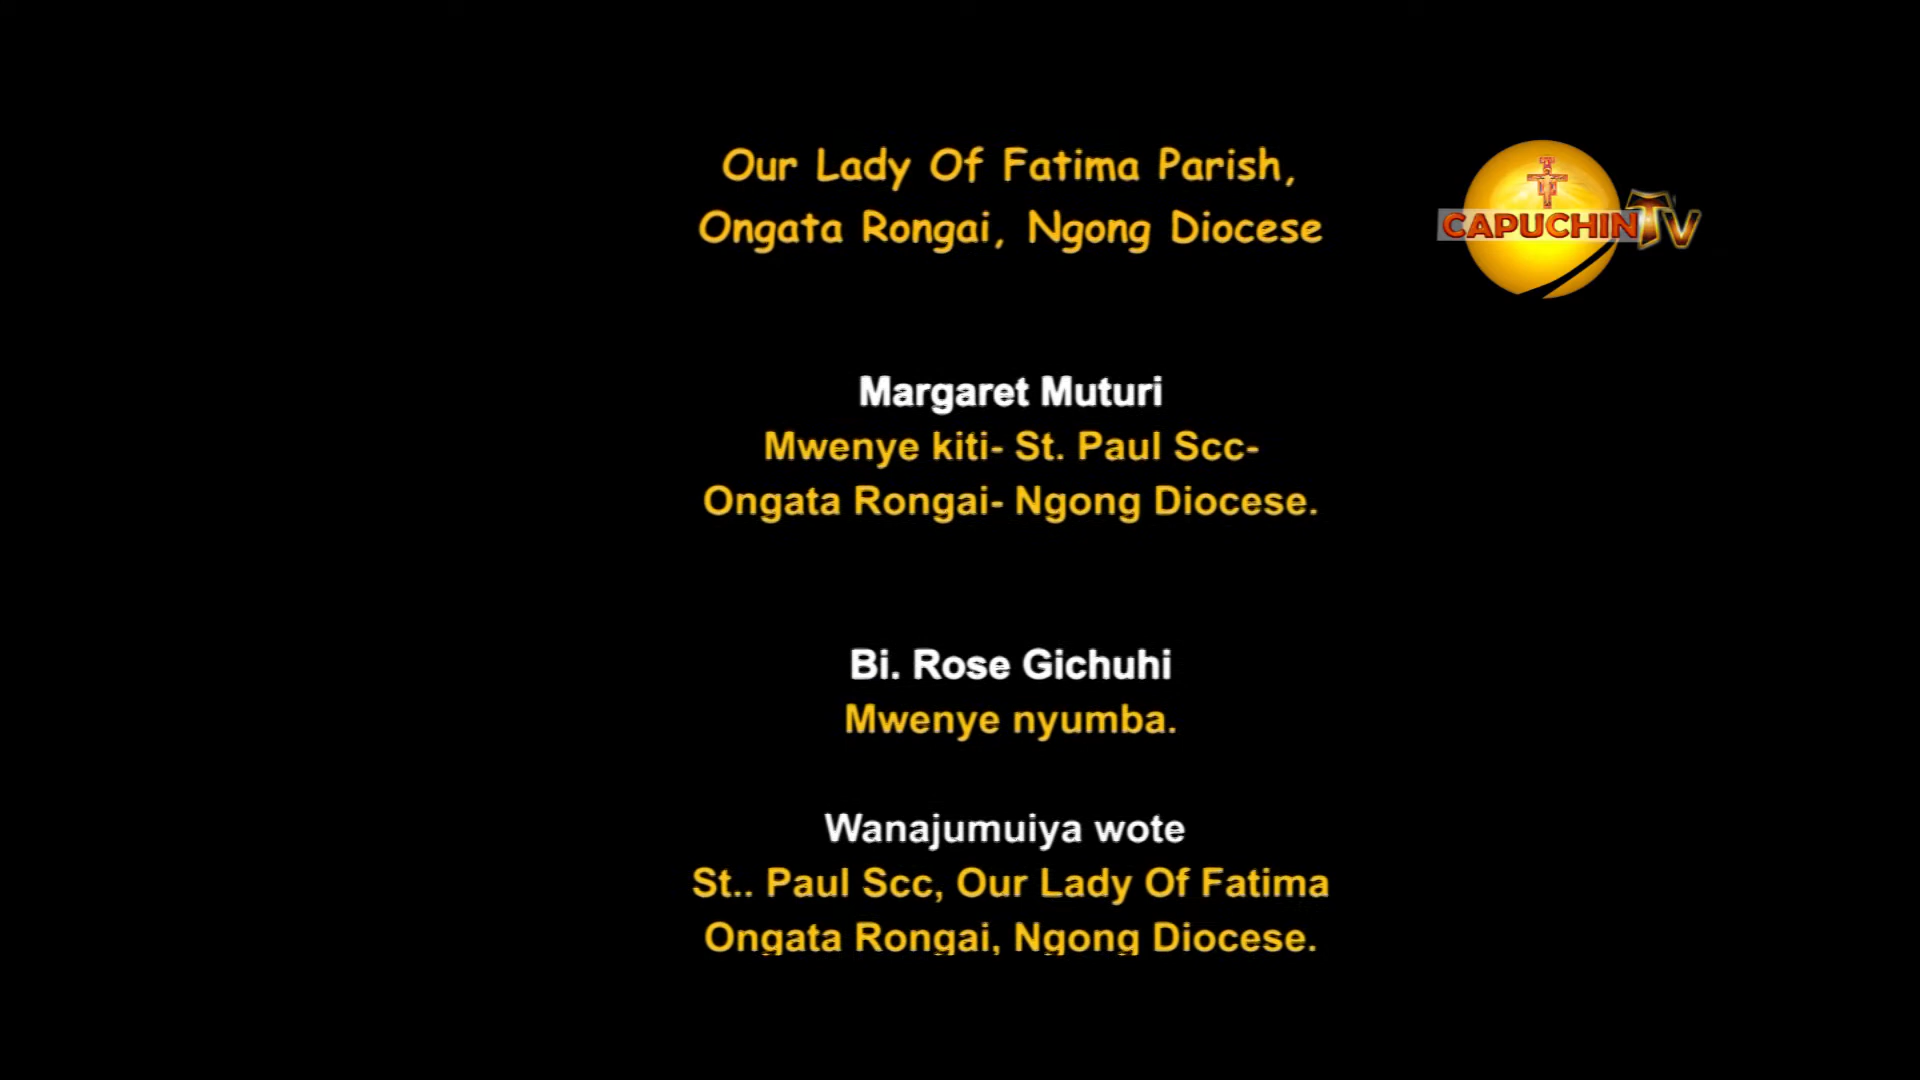 Our Lady Of Fatima Parish,
Ongata Rongai, Ngong Diocese
CAPUCHIN TV
Margaret Muturi
Mwenye kiti- St. Paul Scc-
Ongata Rongai- Ngong Diocese.
Bi. Rose Gichuhi
Mwenye nyumba.
Wanajumuiya wote
St.. Paul Scc, Our Lady Of Fatima
Ongata Rongai, Ngong Diocese.